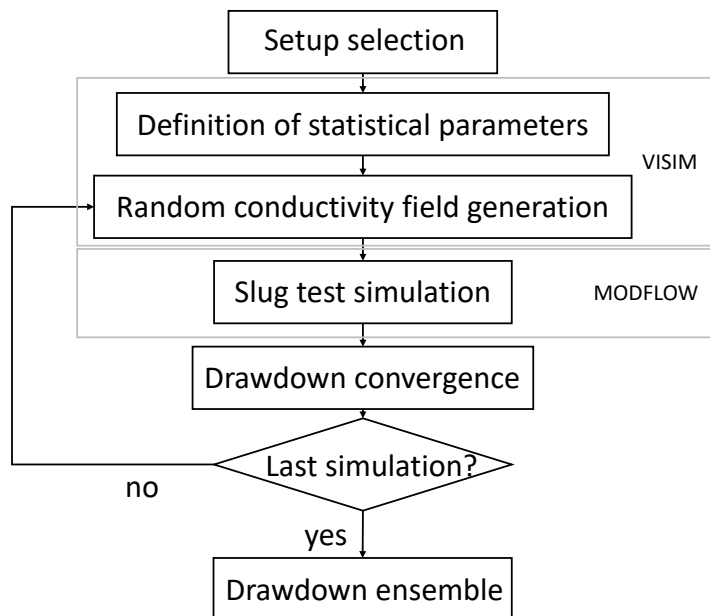 Setup selection
Definition of statistical parameters
VISIM
Random conductivity field generation
Slug test simulation
MODFLOW
Drawdown convergence
Last simulation?
no
yes
Drawdown ensemble